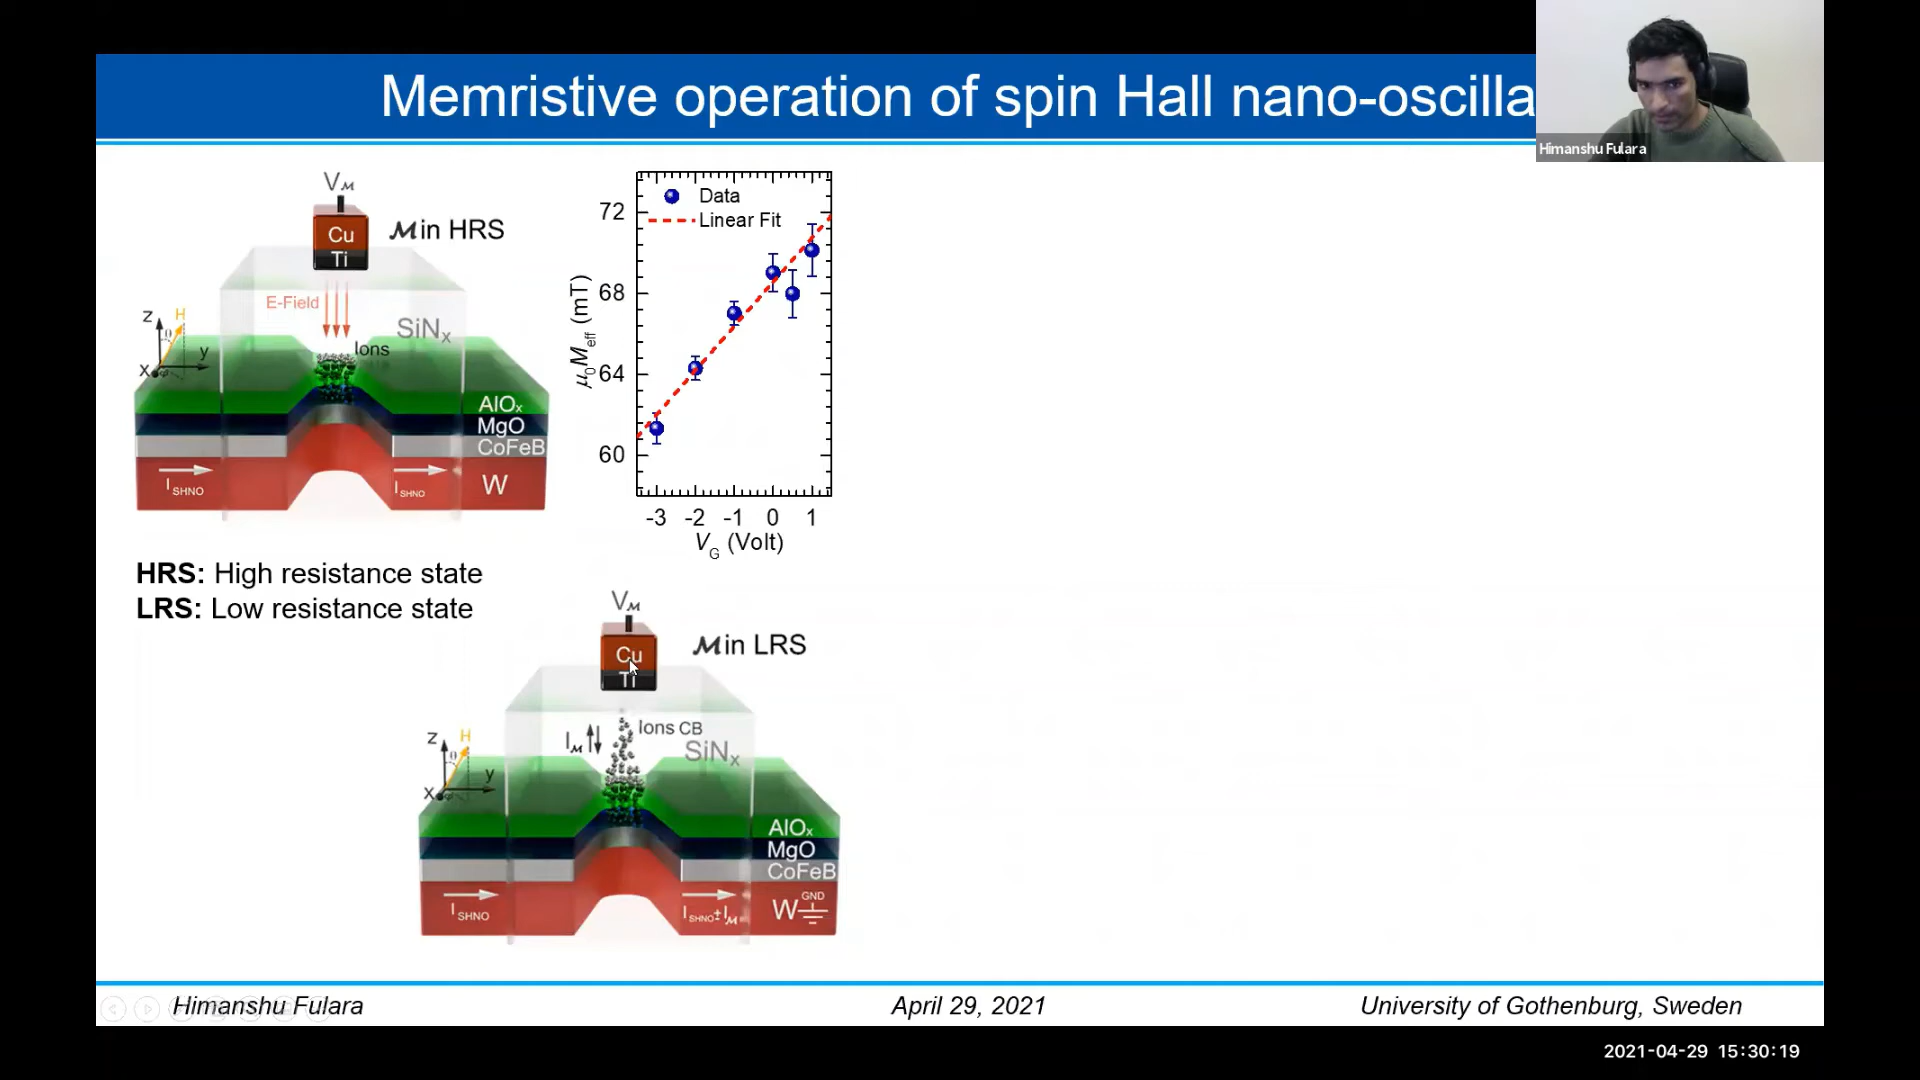 Memristive operation of spin Hall nano-oscilla
Himanshu Fulara
V𝓜
Cu
Ti
𝓜 in HRS
E-Field
SiNx
Ions
z
H
θ
y
x
φ
AlOx
MgO
CoFeB
W
ISHNO
ISHNO
Data
Linear Fit
72
68
64
60
μ0Meff (mT)
-3 -2 -1 0 1
VG (Volt)
HRS: High resistance state
LRS: Low resistance state
V𝓜
Cu
Ti
𝓜 in LRS
I𝓜
Ions CB
SiNx
z
H
θ
y
x
φ
AlOx
MgO
CoFeB
W
GND
ISHNO
ISHNO±I𝓜
Himanshu Fulara
April 29, 2021
University of Gothenburg, Sweden
2021-04-29 15:30:19